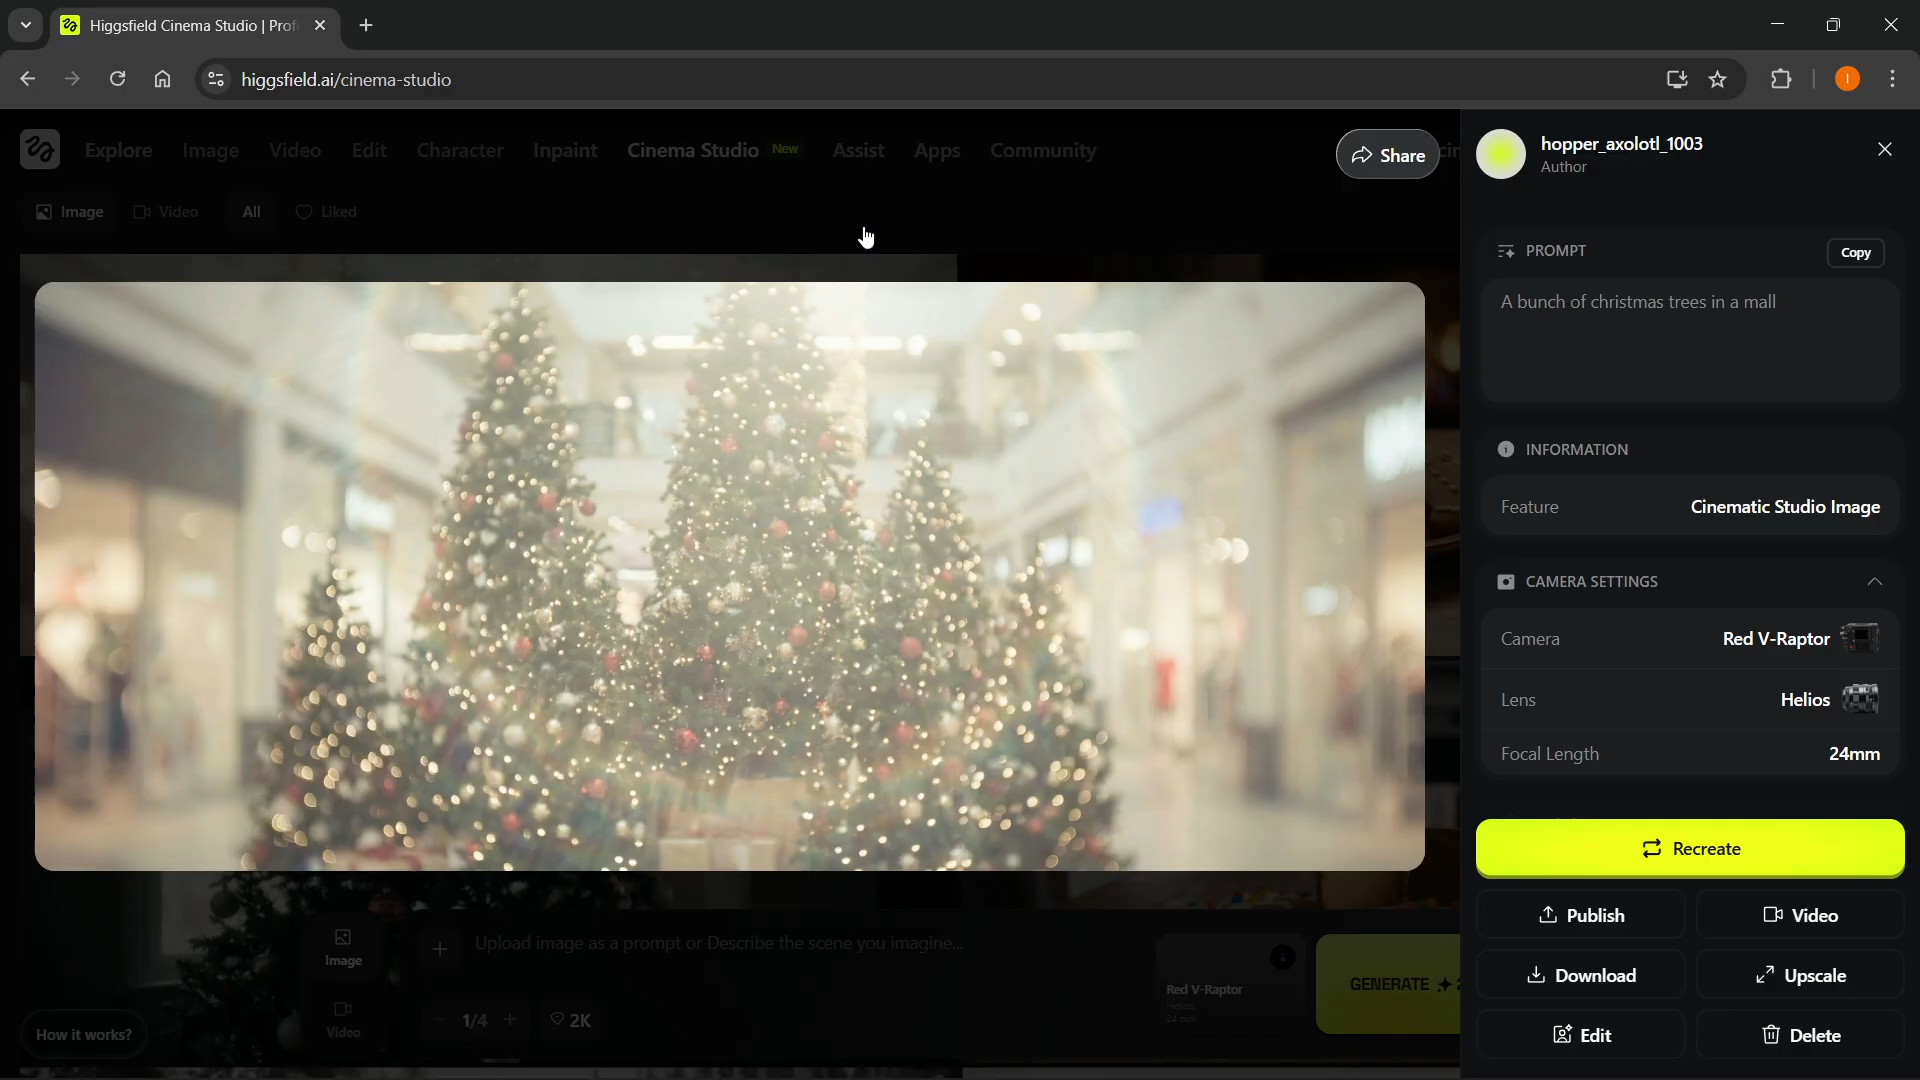 Higgsfield Cinema Studio | Prof
higgsfield.ai/cinema-studio
I
Explore Image Video Edit Character Inpaint Cinema Studio New Assist Apps Community
Share
Image Video All Liked
hopper_axolotl_1003
Author
PROMPT
Copy
A bunch of christmas trees in a mall
INFORMATION
Feature Cinematic Studio Image
CAMERA SETTINGS
Camera Red V-Raptor
Lens Helios
Focal Length 24mm
Recreate
Publish Video
Download Upscale
Edit Delete
Image
Video
Upload image as a prompt or Describe the scene you imagine...
1/4 2K
Red V-Raptor
Helios
24 mm
GENERATE
How it works?